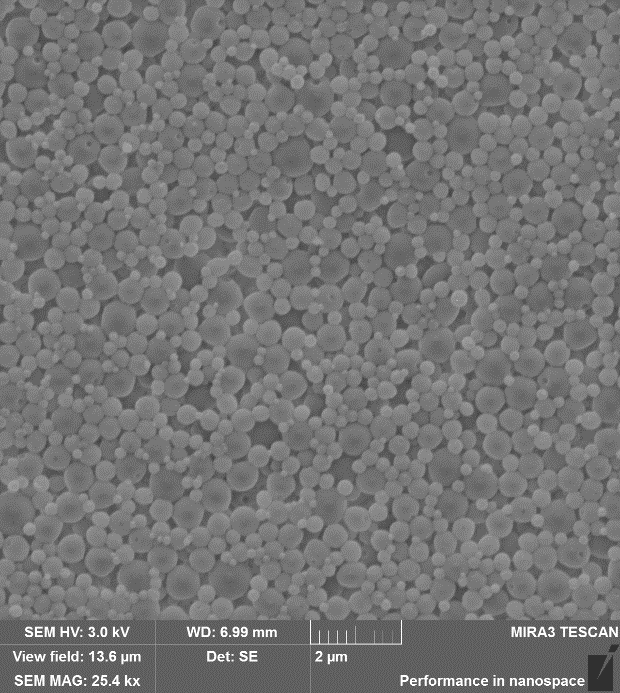 SEM HV: 3.0 kV WD: 6.99 mm MIRA3 TESCAN
View field: 13.6 µm Det: SE 2 µm
SEM MAG: 25.4 kx Performance in nanospace